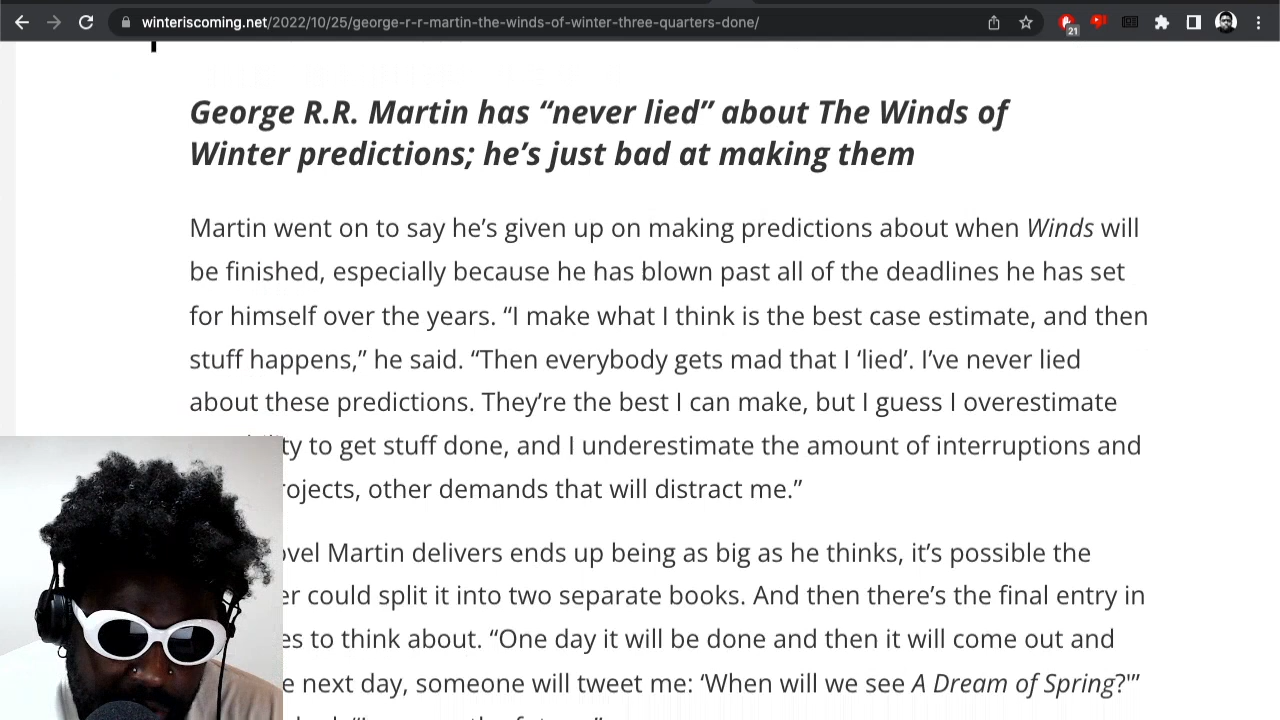 winteriscoming.net/2022/10/25/george-r-r-martin-the-winds-of-winter-three-quarters-done/
21
George R.R. Martin has “never lied” about The Winds of
Winter predictions; he’s just bad at making them
Martin went on to say he’s given up on making predictions about when Winds will
be finished, especially because he has blown past all of the deadlines he has set
for himself over the years. “I make what I think is the best case estimate, and then
stuff happens,” he said. “Then everybody gets mad that I ‘lied’. I’ve never lied
about these predictions. They’re the best I can make, but I guess I overestimate
to get stuff done, and I underestimate the amount of interruptions and
other demands that will distract me.”
Martin delivers ends up being as big as he thinks, it’s possible the
could split it into two separate books. And then there’s the final entry in
to think about. “One day it will be done and then it will come out and
next day, someone will tweet me: ‘When will we see A Dream of Spring?'”